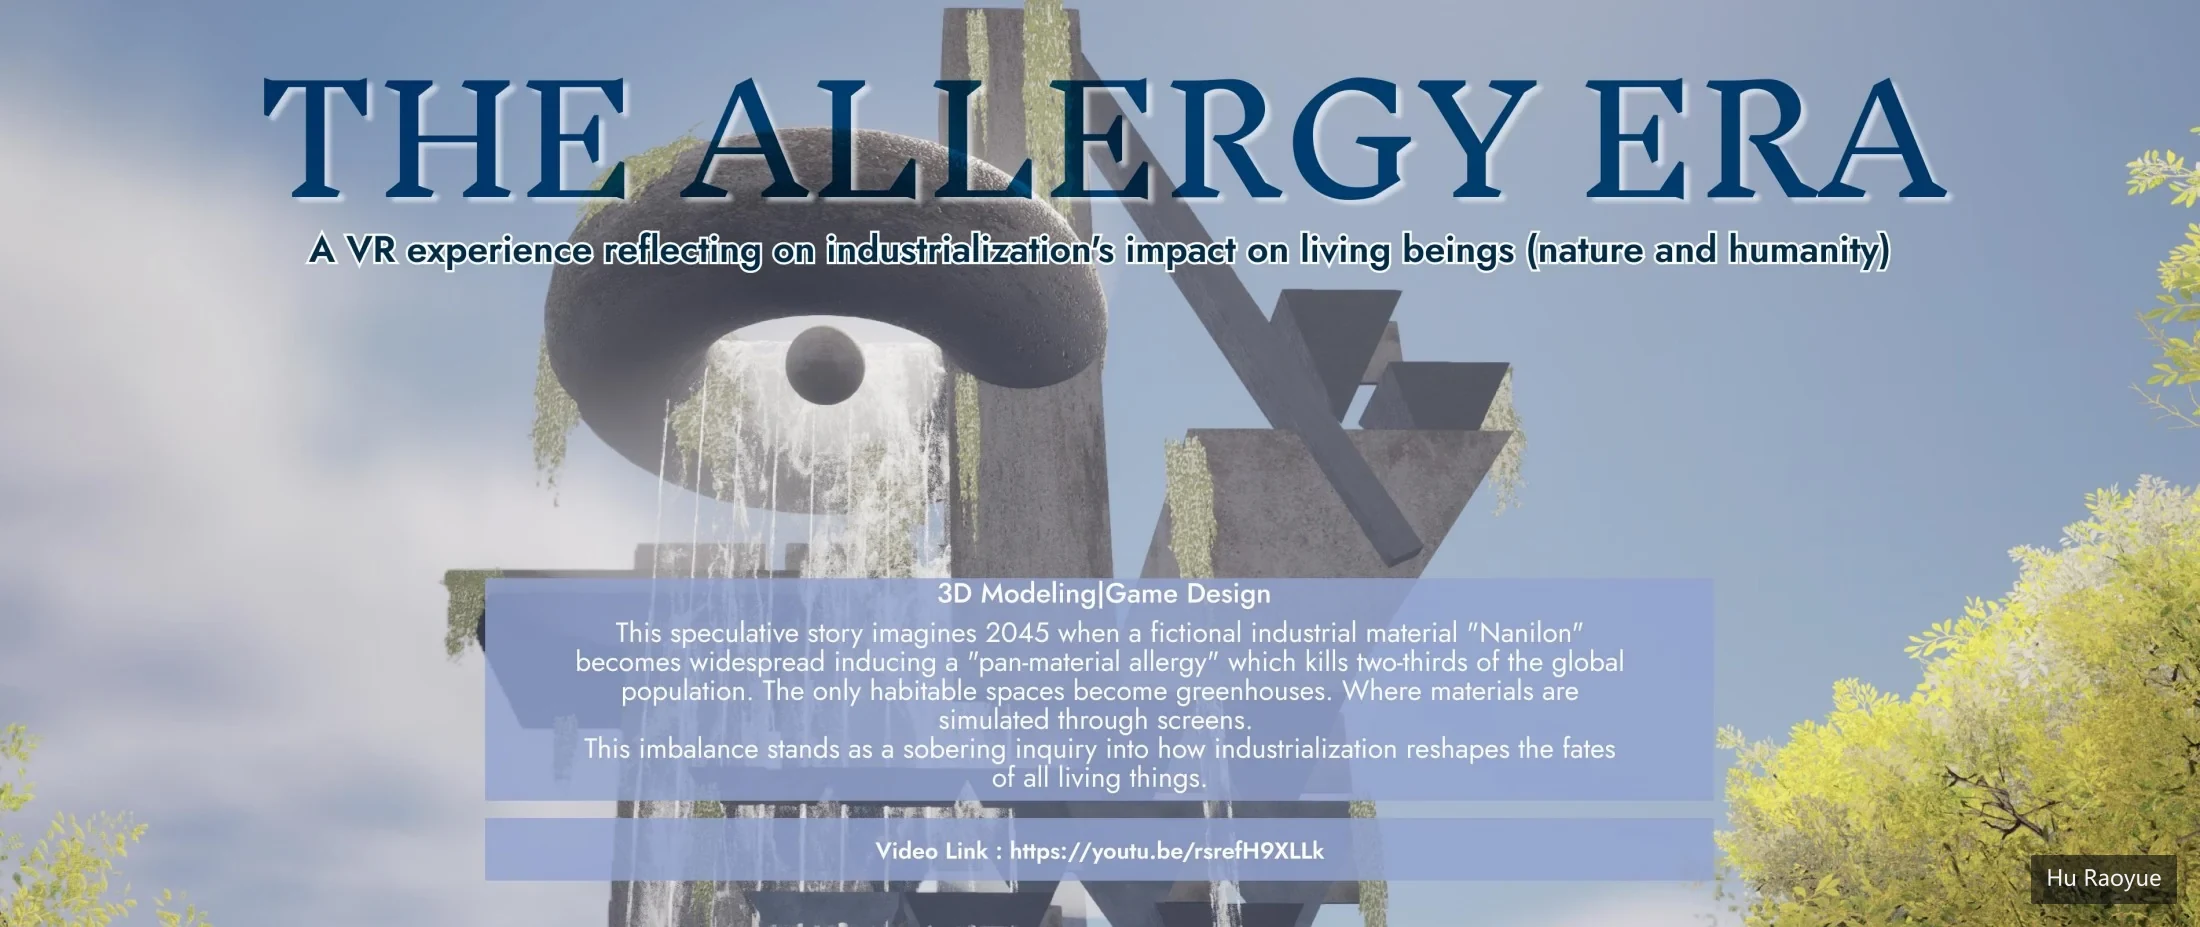 THE ALLERGY ERA
A VR experience reflecting on industrialization's impact on living beings (nature and humanity)
3D Modeling|Game Design
This speculative story imagines 2045 when a fictional industrial material "Nanilon"
becomes widespread inducing a "pan-material allergy" which kills two-thirds of the global
population. The only habitable spaces become greenhouses. Where materials are
simulated through screens.
This imbalance stands as a sobering inquiry into how industrialization reshapes the fates
of all living things.
Video Link : https://youtu.be/rsrefH9XLLk
Hu Raoyue